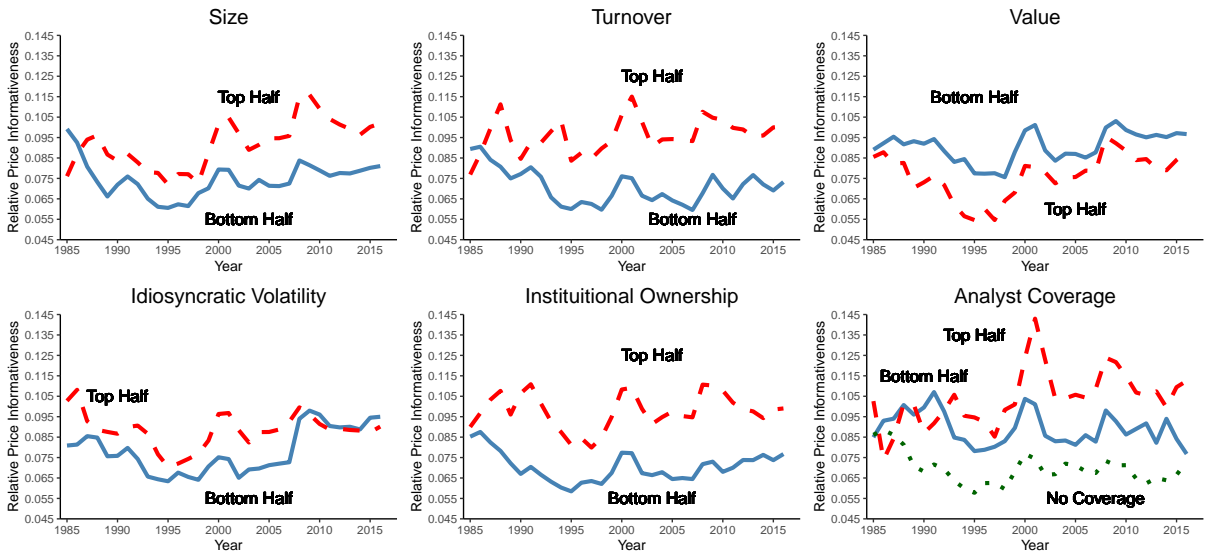 Size
Relative Price Informativeness
0.145
0.135
0.125
0.115
0.105
0.095
0.085
0.075
0.065
0.055
0.045
Top Half
Bottom Half
1985 1990 1995 2000 2005 2010 2015
Year
Turnover
Relative Price Informativeness
0.145
0.135
0.125
0.115
0.105
0.095
0.085
0.075
0.065
0.055
0.045
Top Half
Bottom Half
1985 1990 1995 2000 2005 2010 2015
Year
Value
Relative Price Informativeness
0.145
0.135
0.125
0.115
0.105
0.095
0.085
0.075
0.065
0.055
0.045
Bottom Half
Top Half
1985 1990 1995 2000 2005 2010 2015
Year
Idiosyncratic Volatility
Relative Price Informativeness
0.145
0.135
0.125
0.115
0.105
0.095
0.085
0.075
0.065
0.055
0.045
Top Half
Bottom Half
1985 1990 1995 2000 2005 2010 2015
Year
Instituitional Ownership
Relative Price Informativeness
0.145
0.135
0.125
0.115
0.105
0.095
0.085
0.075
0.065
0.055
0.045
Top Half
Bottom Half
1985 1990 1995 2000 2005 2010 2015
Year
Analyst Coverage
Relative Price Informativeness
0.145
0.135
0.125
0.115
0.105
0.095
0.085
0.075
0.065
0.055
0.045
Top Half
Bottom Half
No Coverage
1985 1990 1995 2000 2005 2010 2015
Year